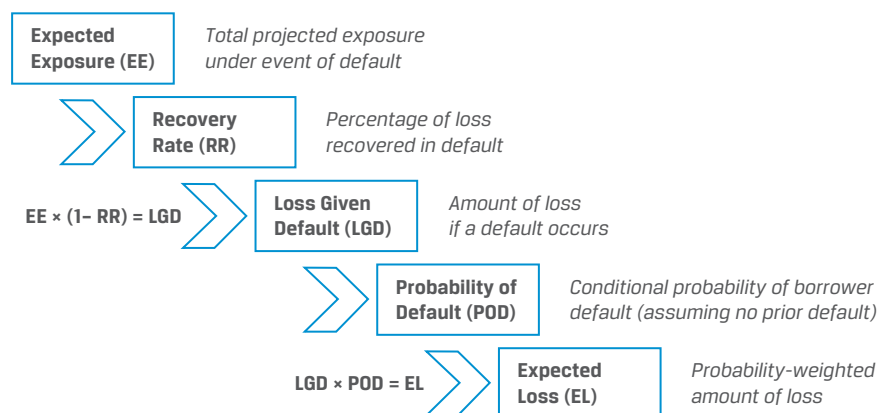 Expected
Exposure (EE)
Total projected exposure
under event of default
Recovery
Rate (RR)
Percentage of loss
recovered in default
EE × (1– RR) = LGD
Loss Given
Default (LGD)
Amount of loss
if a default occurs
Probability of
Default (POD)
Conditional probability of borrower
default (assuming no prior default)
LGD × POD = EL
Expected
Loss (EL)
Probability-weighted
amount of loss